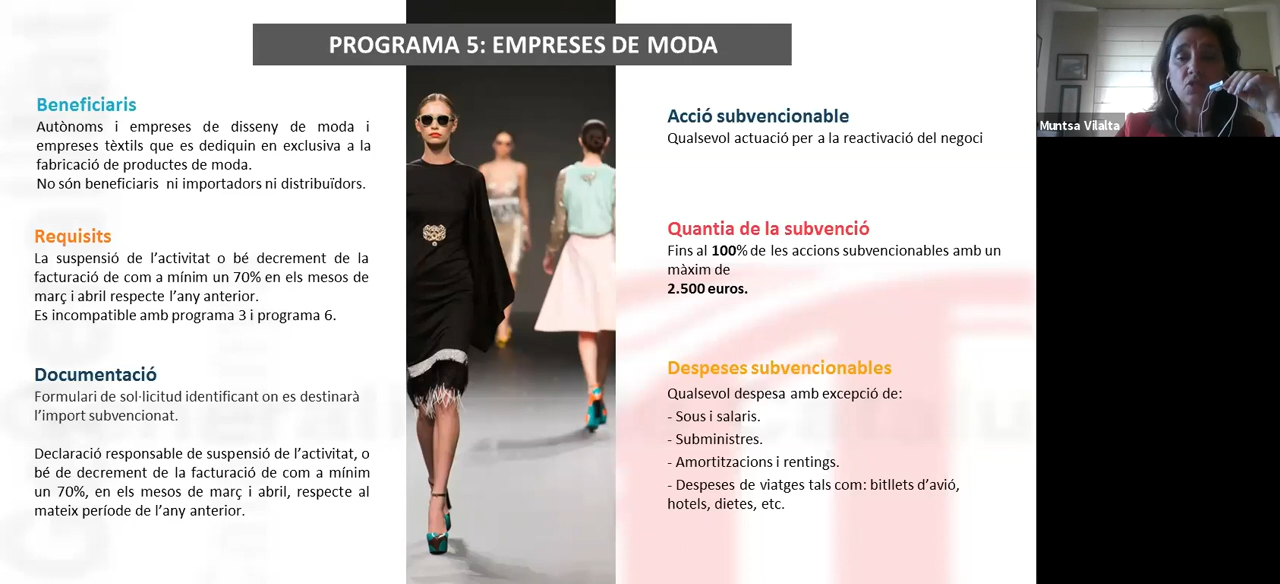 PROGRAMA 5: EMPRESES DE MODA
Beneficiaris
Autònoms i empreses de disseny de moda i
empreses tèxtils que es dediquin en exclusiva a la
fabricació de productes de moda.
No són beneficiaris ni importadors ni distribuïdors.
Requisits
La suspensió de l'activitat o bé decrement de la
facturació de com a mínim un 70% en els mesos de
març i abril respecte l'any anterior.
Es incompatible amb programa 3 i programa 6.
Documentació
Formulari de sol·licitud identificant on es destinarà
l'import subvencionat.
Declaració responsable de suspensió de l'activitat, o
bé de decrement de la facturació de com a mínim
un 70%, en els mesos de març i abril, respecte al
mateix període de l'any anterior.
Acció subvencionable
Qualsevol actuació per a la reactivació del negoci
Quantia de la subvenció
Fins al 100% de les accions subvencionables amb un
màxim de
2.500 euros.
Despeses subvencionables
Qualsevol despesa amb excepció de:
- Sous i salaris.
- Subministres.
- Amortitzacions i rentings.
- Despeses de viatges tals com: bitllets d'avió,
hotels, dietes, etc.
Muntsa Vilalta